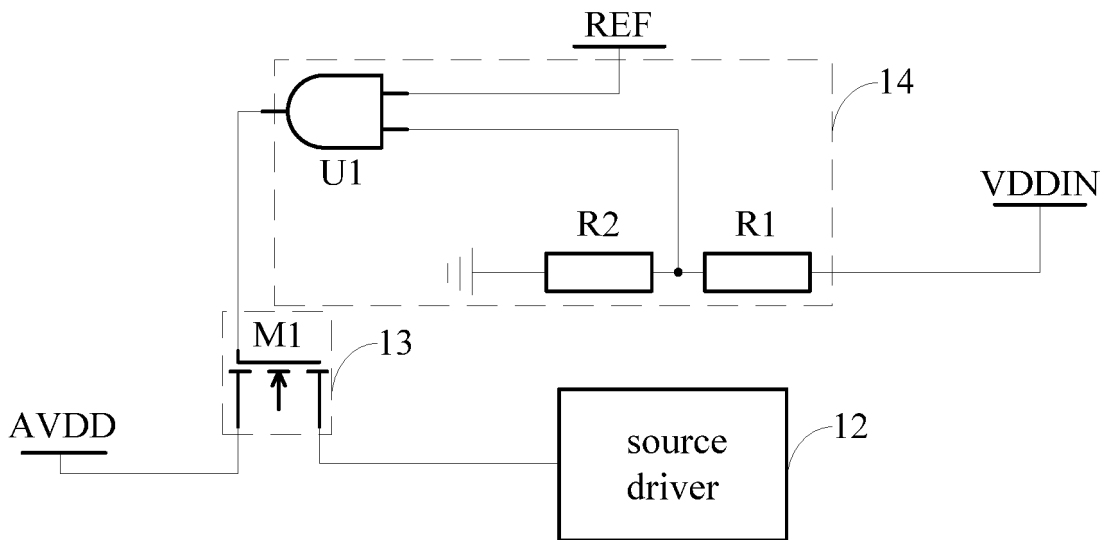 REF
14
U1
VDDIN
R2
R1
M1
13
AVDD
12
source
driver